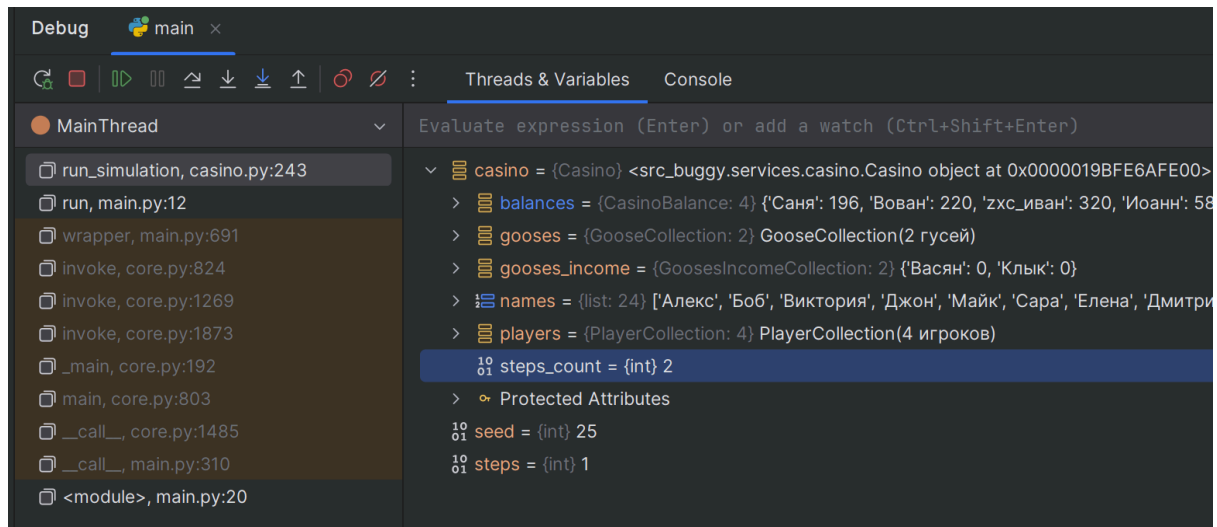 Debug main ×
Threads & Variables Console
MainThread
Evaluate expression (Enter) or add a watch (Ctrl+Shift+Enter)
run_simulation, casino.py:243
run, main.py:12
wrapper, main.py:691
invoke, core.py:824
invoke, core.py:1269
invoke, core.py:1873
_main, core.py:192
main, core.py:803
__call__, core.py:1485
__call__, main.py:310
<module>, main.py:20
casino = {Casino} <src_buggy.services.casino.Casino object at 0x0000019BFE6AFE00>
balances = {CasinoBalance: 4} {'Саня': 196, 'Вован': 220, 'zxc_иван': 320, 'Иоанн': 58
gooses = {GooseCollection: 2} GooseCollection(2 гусей)
gooses_income = {GoosesIncomeCollection: 2} {'Васян': 0, 'Клык': 0}
names = {list: 24} ['Алекс', 'Боб', 'Виктория', 'Джон', 'Майк', 'Сара', 'Елена', 'Дмитри
players = {PlayerCollection: 4} PlayerCollection(4 игроков)
steps_count = {int} 2
Protected Attributes
seed = {int} 25
steps = {int} 1